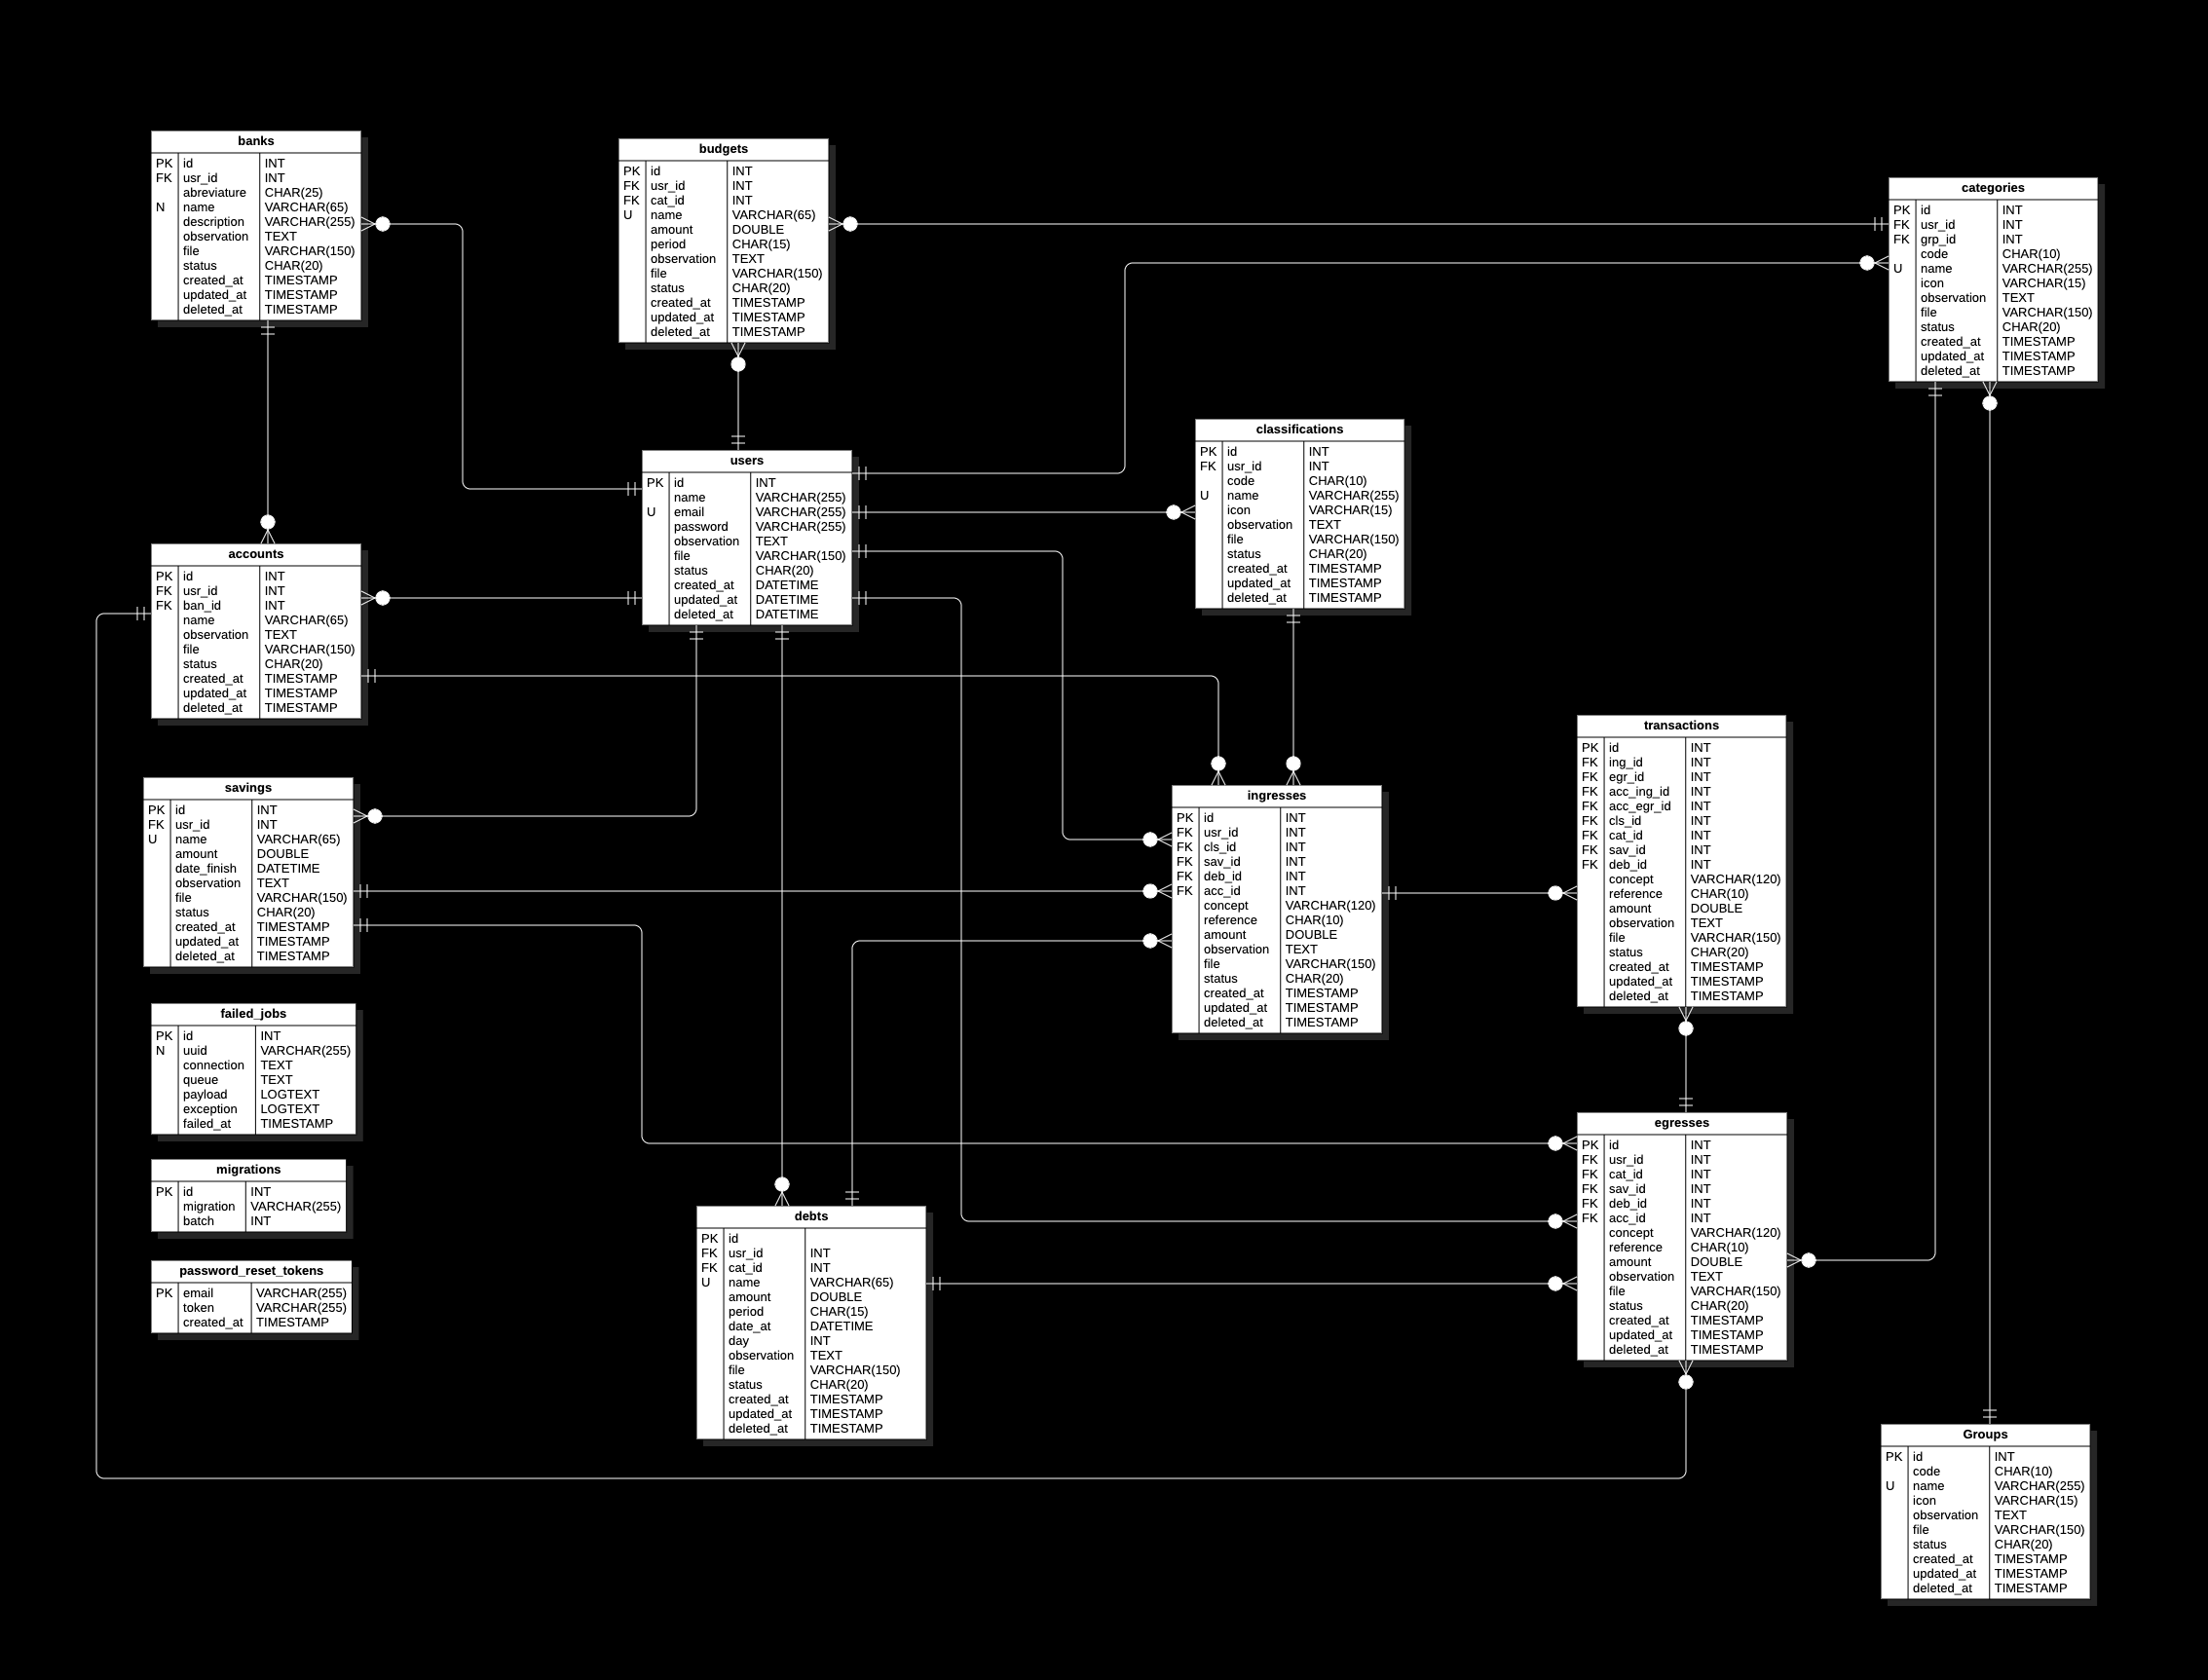 banks
PK id INT
FK usr_id INT
abreviature CHAR(25)
N name VARCHAR(65)
description VARCHAR(255)
observation TEXT
file VARCHAR(150)
status CHAR(20)
created_at TIMESTAMP
updated_at TIMESTAMP
deleted_at TIMESTAMP
budgets
PK id INT
FK usr_id INT
FK cat_id INT
U name VARCHAR(65)
amount DOUBLE
period CHAR(15)
observation TEXT
file VARCHAR(150)
status CHAR(20)
created_at TIMESTAMP
updated_at TIMESTAMP
deleted_at TIMESTAMP
categories
PK id INT
FK usr_id INT
FK grp_id INT
code CHAR(10)
U name VARCHAR(255)
icon VARCHAR(15)
observation TEXT
file VARCHAR(150)
status CHAR(20)
created_at TIMESTAMP
updated_at TIMESTAMP
deleted_at TIMESTAMP
users
PK id INT
name VARCHAR(255)
U email VARCHAR(255)
password VARCHAR(255)
observation TEXT
file VARCHAR(150)
status CHAR(20)
created_at DATETIME
updated_at DATETIME
deleted_at DATETIME
classifications
PK id INT
FK usr_id INT
code CHAR(10)
U name VARCHAR(255)
icon VARCHAR(15)
observation TEXT
file VARCHAR(150)
status CHAR(20)
created_at TIMESTAMP
updated_at TIMESTAMP
deleted_at TIMESTAMP
accounts
PK id INT
FK usr_id INT
FK ban_id INT
name VARCHAR(65)
observation TEXT
file VARCHAR(150)
status CHAR(20)
created_at TIMESTAMP
updated_at TIMESTAMP
deleted_at TIMESTAMP
savings
PK id INT
FK usr_id INT
U name VARCHAR(65)
amount DOUBLE
date_finish DATETIME
observation TEXT
file VARCHAR(150)
status CHAR(20)
created_at TIMESTAMP
updated_at TIMESTAMP
deleted_at TIMESTAMP
ingresses
PK id INT
FK usr_id INT
FK cls_id INT
FK sav_id INT
FK deb_id INT
FK acc_id INT
concept VARCHAR(120)
reference CHAR(10)
amount DOUBLE
observation TEXT
file VARCHAR(150)
status CHAR(20)
created_at TIMESTAMP
updated_at TIMESTAMP
deleted_at TIMESTAMP
transactions
PK id INT
FK ing_id INT
FK egr_id INT
FK acc_ing_id INT
FK acc_egr_id INT
FK cls_id INT
FK cat_id INT
FK sav_id INT
FK deb_id INT
concept VARCHAR(120)
reference CHAR(10)
amount DOUBLE
observation TEXT
file VARCHAR(150)
status CHAR(20)
created_at TIMESTAMP
updated_at TIMESTAMP
deleted_at TIMESTAMP
failed_jobs
PK id INT
N uuid VARCHAR(255)
connection TEXT
queue TEXT
payload LOGTEXT
exception LOGTEXT
failed_at TIMESTAMP
migrations
PK id INT
migration VARCHAR(255)
batch INT
password_reset_tokens
PK email VARCHAR(255)
token VARCHAR(255)
created_at TIMESTAMP
debts
PK id
FK usr_id INT
FK cat_id INT
U name VARCHAR(65)
amount DOUBLE
period CHAR(15)
date_at DATETIME
day INT
observation TEXT
file VARCHAR(150)
status CHAR(20)
created_at TIMESTAMP
updated_at TIMESTAMP
deleted_at TIMESTAMP
egresses
PK id INT
FK usr_id INT
FK cat_id INT
FK sav_id INT
FK deb_id INT
FK acc_id INT
concept VARCHAR(120)
reference CHAR(10)
amount DOUBLE
observation TEXT
file VARCHAR(150)
status CHAR(20)
created_at TIMESTAMP
updated_at TIMESTAMP
deleted_at TIMESTAMP
Groups
PK id INT
code CHAR(10)
U name VARCHAR(255)
icon VARCHAR(15)
observation TEXT
file VARCHAR(150)
status CHAR(20)
created_at TIMESTAMP
updated_at TIMESTAMP
deleted_at TIMESTAMP